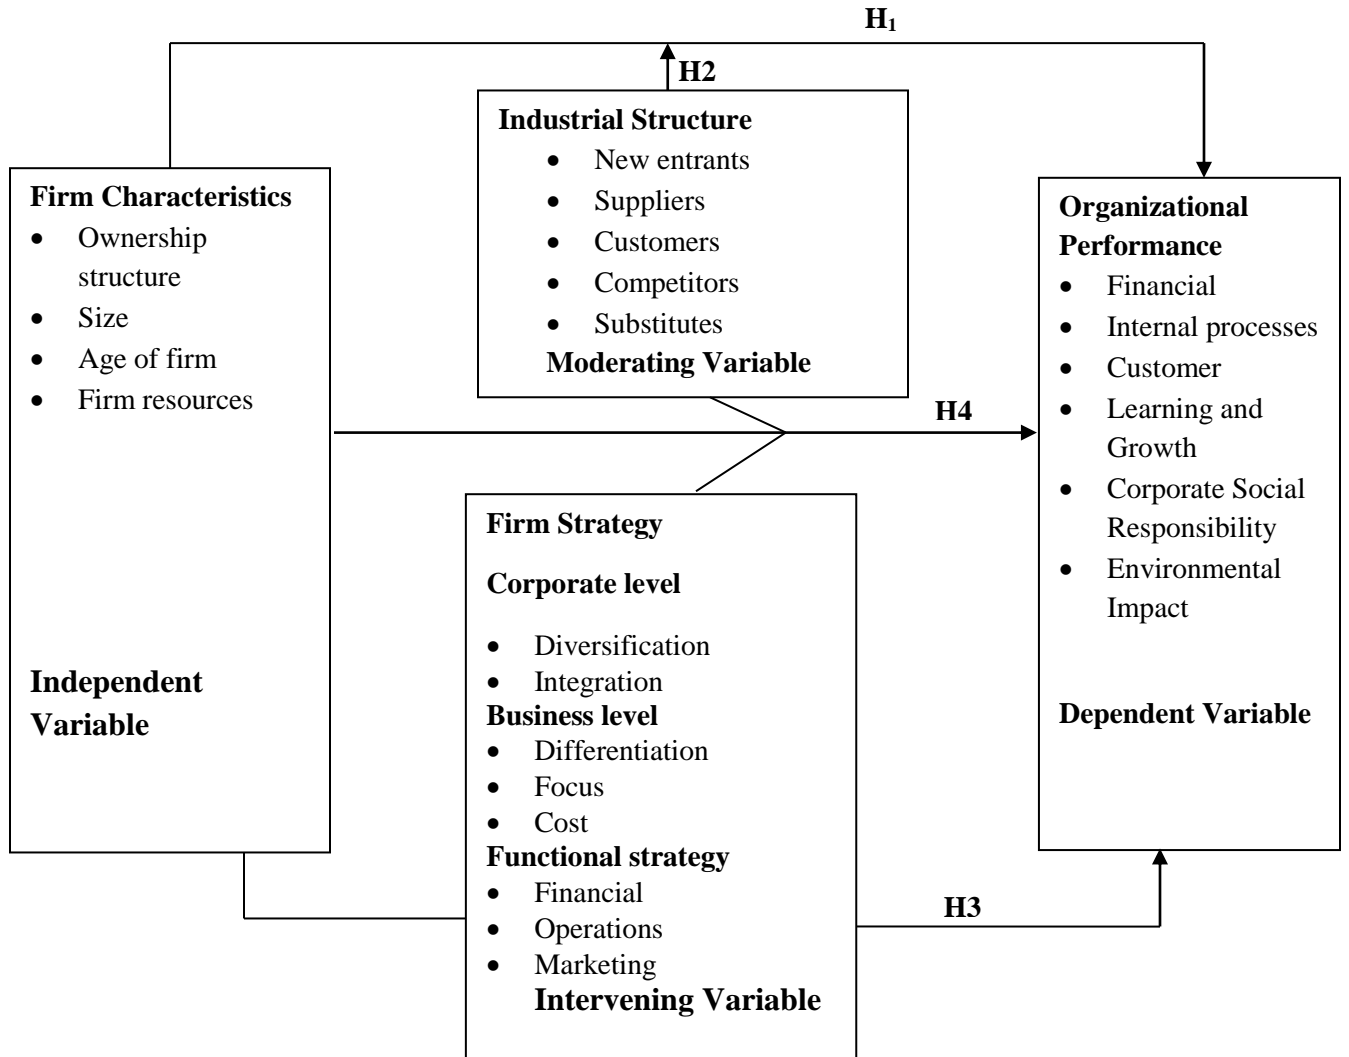 H₁
H2
Industrial Structure
• New entrants
• Suppliers
• Customers
• Competitors
• Substitutes
Moderating Variable
Firm Characteristics
• Ownership
structure
• Size
• Age of firm
• Firm resources
Independent
Variable
Organizational
Performance
• Financial
• Internal processes
• Customer
• Learning and
Growth
• Corporate Social
Responsibility
• Environmental
Impact
Dependent Variable
H4
Firm Strategy
Corporate level
• Diversification
• Integration
Business level
• Differentiation
• Focus
• Cost
Functional strategy
• Financial
• Operations
• Marketing
Intervening Variable
H3